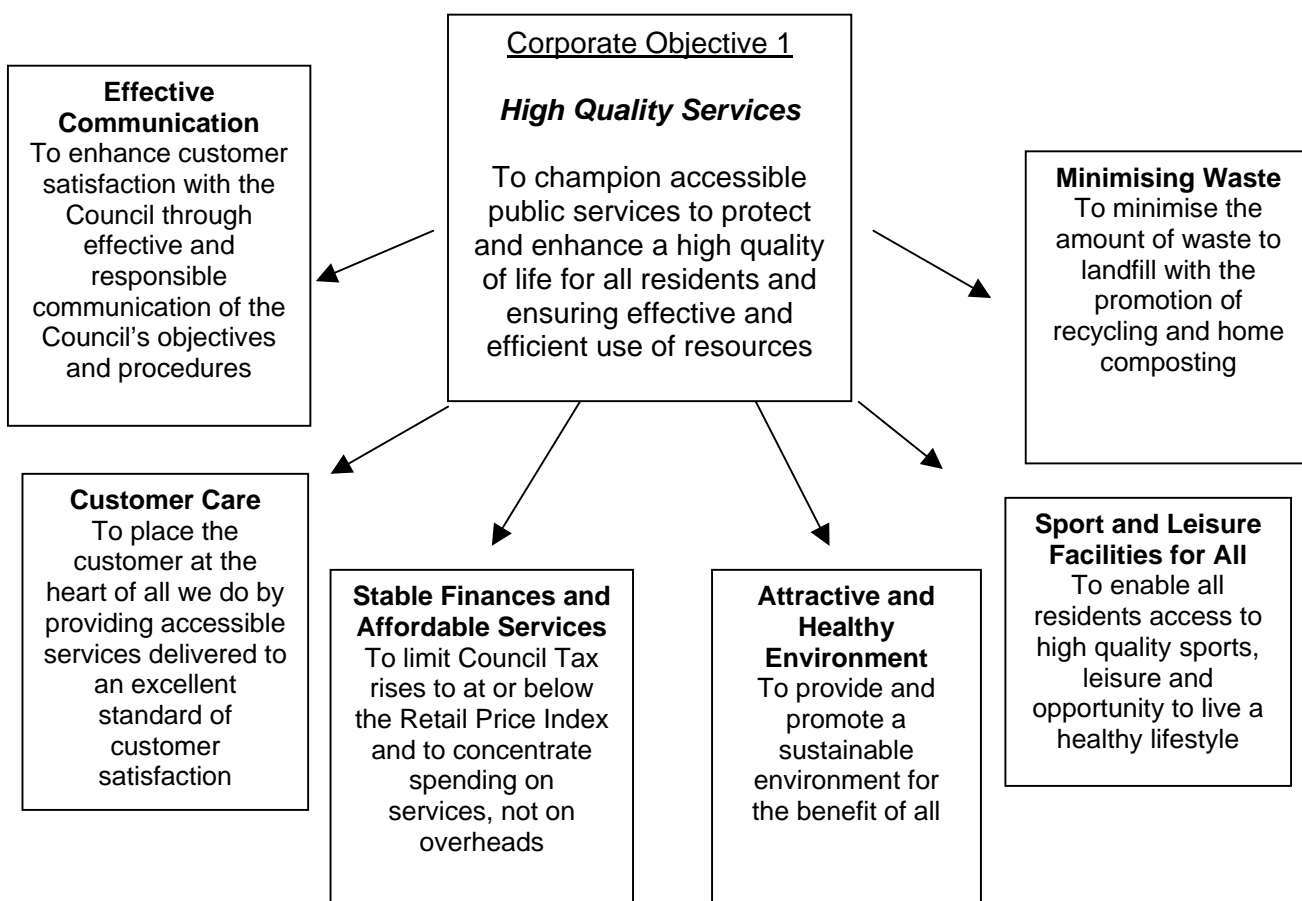 Corporate Objective 1
High Quality Services
To champion accessible
public services to protect
and enhance a high quality
of life for all residents and
ensuring effective and
efficient use of resources
Effective
Communication
To enhance customer
satisfaction with the
Council through
effective and
responsible
communication of the
Council's objectives
and procedures
Minimising Waste
To minimise the
amount of waste to
landfill with the
promotion of
recycling and home
composting
Customer Care
To place the
customer at the
heart of all we do by
providing accessible
services delivered to
an excellent
standard of
customer
satisfaction
Stable Finances and
Affordable Services
To limit Council Tax
rises to at or below
the Retail Price Index
and to concentrate
spending on
services, not on
overheads
Attractive and
Healthy
Environment
To provide and
promote a
sustainable
environment for
the benefit of all
Sport and Leisure
Facilities for All
To enable all
residents access to
high quality sports,
leisure and
opportunity to live a
healthy lifestyle